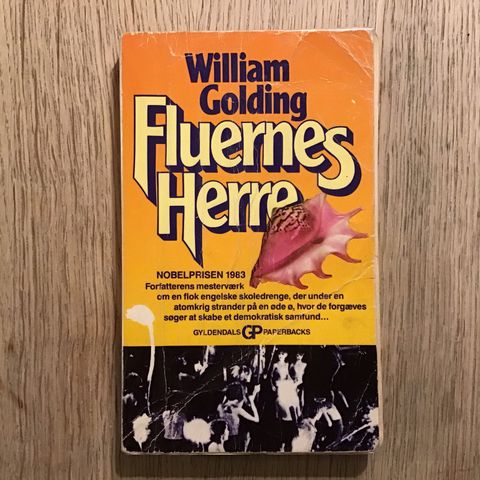 William
Golding
Fluernes
Herre
NOBELPRISEN 1983
Forfatterens mesterværk
om en flok engelske skoledrenge, der under en
atomkrig strander på en øde ø, hvor de forgæves
søger at skabe et demokratisk samfund...
GYLDENDALS GP PAPERBACKS